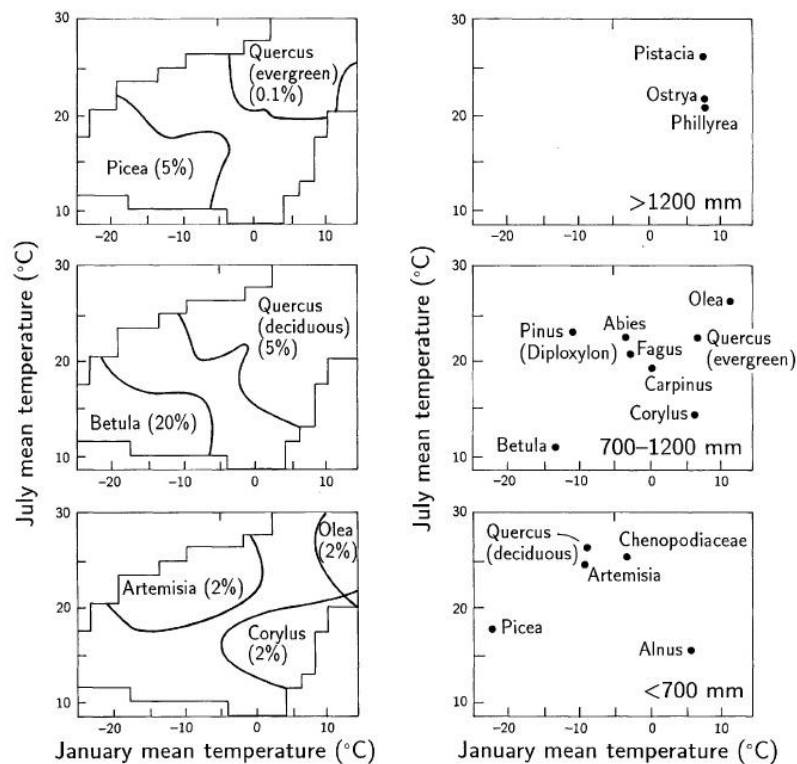 July mean temperature (°C)
30
20
10
Quercus
(evergreen)
(0.1%)
Picea (5%)
−20
−10
0
10
30
20
10
Pistacia
Ostrya
Phillyrea
>1200 mm
−20
−10
0
10
July mean temperature (°C)
30
20
10
Quercus
(deciduous)
(5%)
Betula (20%)
−20
−10
0
10
30
20
10
Olea
Pinus
(Diploxylon)
Abies
Fagus
Quercus
(evergreen)
Carpinus
Corylus
Betula
700–1200 mm
−20
−10
0
10
30
20
10
Olea
(2%)
Artemisia (2%)
Corylus
(2%)
−20
−10
0
10
January mean temperature (°C)
30
20
10
Quercus
(deciduous)
Chenopodiaceae
Artemisia
Picea
Alnus
<700 mm
−20
−10
0
10
January mean temperature (°C)